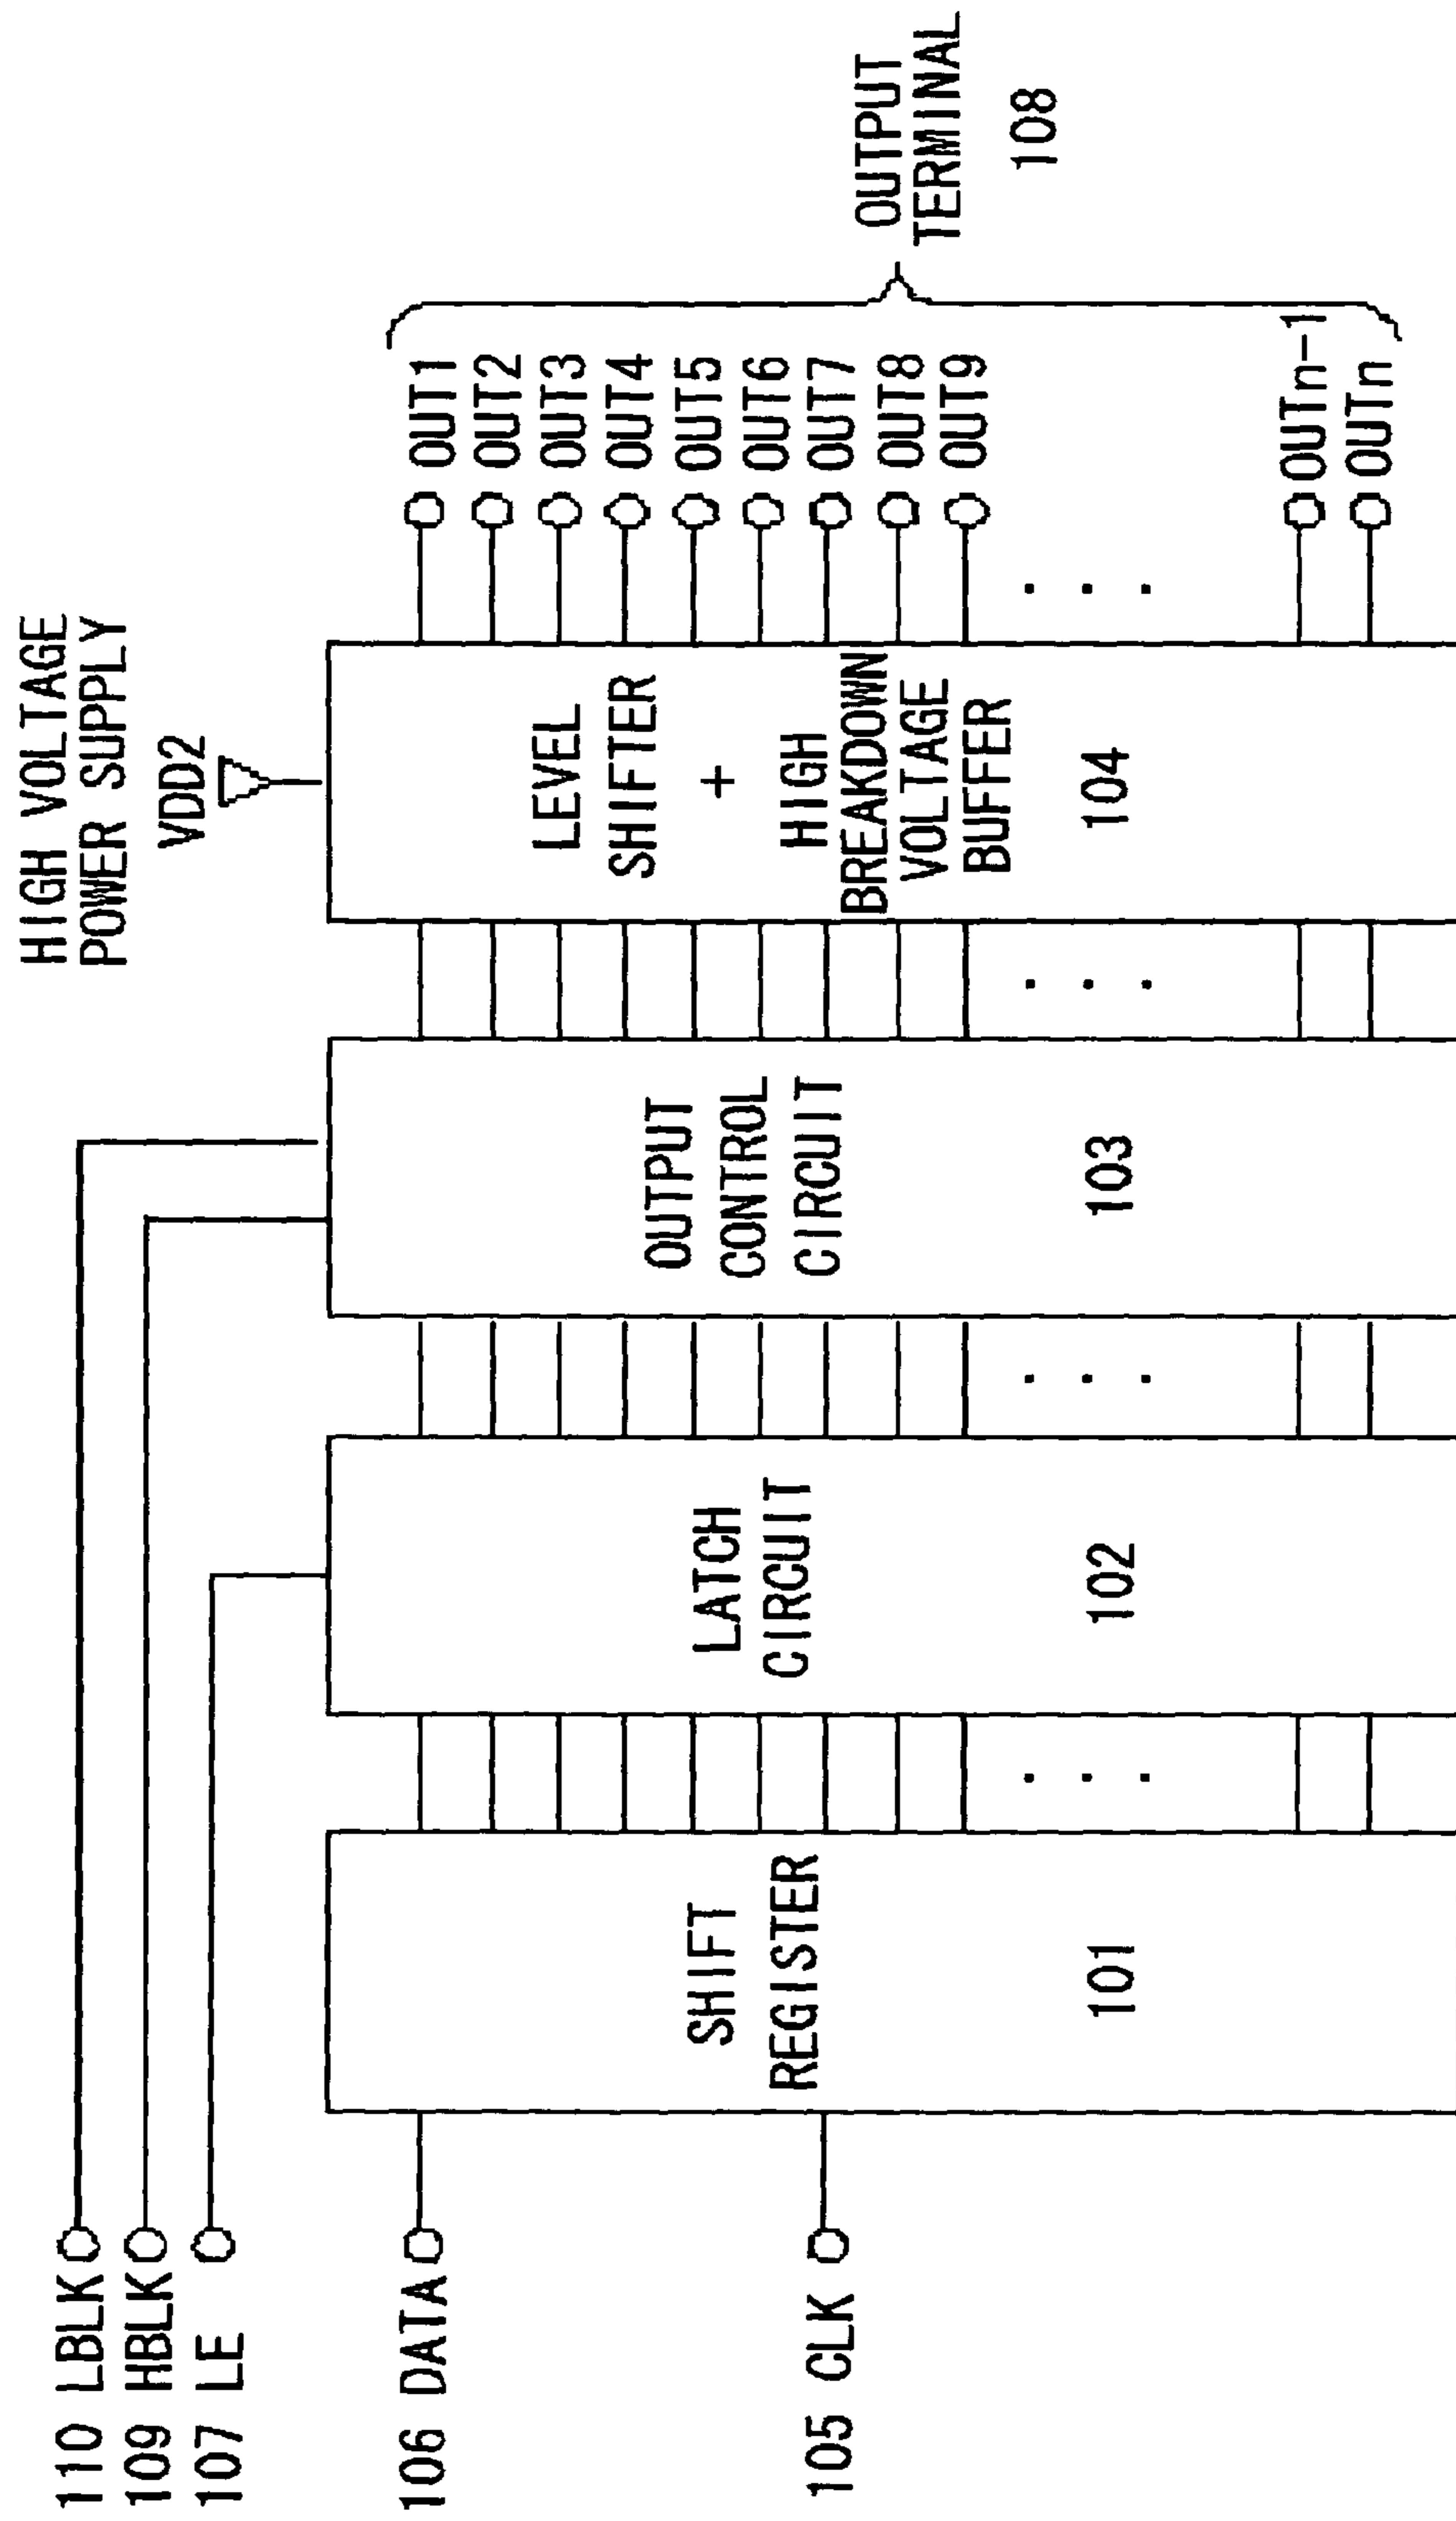 HIGH VOLTAGE
POWER SUPPLY
VDD2
110 LBLK
109 HBLK
107 LE
106 DATA
105 CLK
SHIFT
REGISTER
101
LATCH
CIRCUIT
102
OUTPUT
CONTROL
CIRCUIT
103
LEVEL
SHIFTER
+
HIGH
BREAKDOWN
VOLTAGE
BUFFER
104
OUT1
OUT2
OUT3
OUT4
OUT5
OUT6
OUT7
OUT8
OUT9
OUTn-1
OUTn
OUTPUT
TERMINAL
108